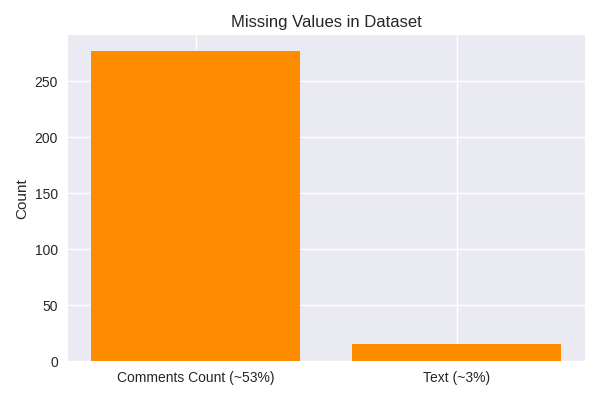 Missing Values in Dataset
Count
250
200
150
100
50
0
Comments Count (~53%)
Text (~3%)